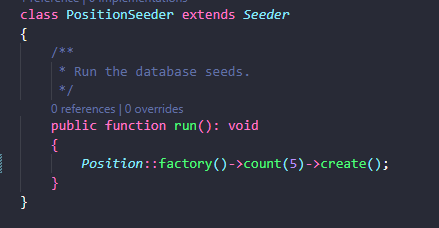 1 reference | 0 implementations
class PositionSeeder extends Seeder
{
/**
* Run the database seeds.
*/
0 references | 0 overrides
public function run(): void
{
Position::factory()->count(5)->create();
}
}